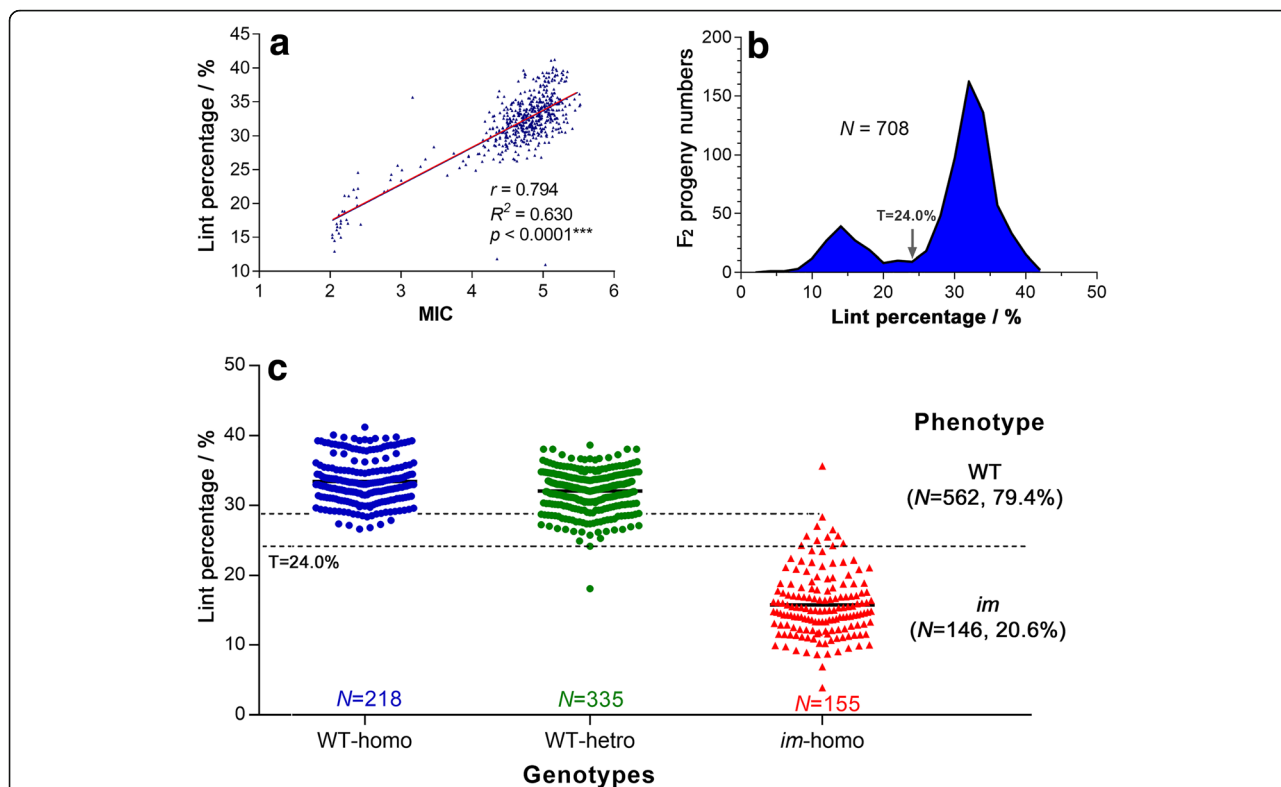 a
Lint percentage / %
45
40
35
30
25
20
15
10
r = 0.794
R² = 0.630
p < 0.0001***
1
2
3
4
5
6
MIC
b
F₂ progeny numbers
200
150
100
50
0
N = 708
T=24.0%
0
10
20
30
40
50
Lint percentage / %
c
Lint percentage / %
50
40
30
20
10
0
T=24.0%
Phenotype
WT
(N=562, 79.4%)
im
(N=146, 20.6%)
N=218
N=335
N=155
WT-homo
WT-hetro
im-homo
Genotypes